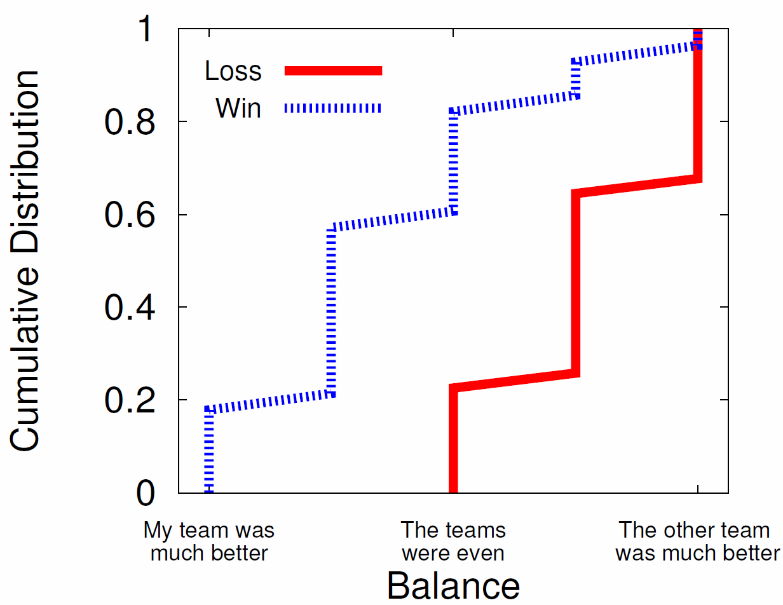 Cumulative Distribution
1
0.8
0.6
0.4
0.2
0
Loss
Win
My team was
much better
The teams
were even
The other team
was much better
Balance